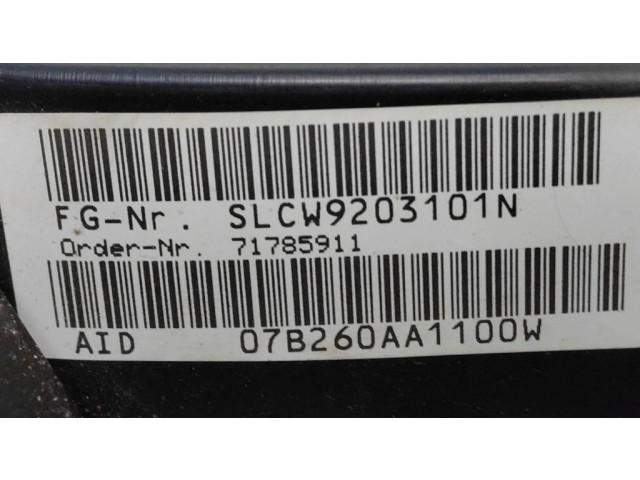 FG-Nr. SLCW9203101N
Order-Nr. 71785911
AID 07B260AA1100W